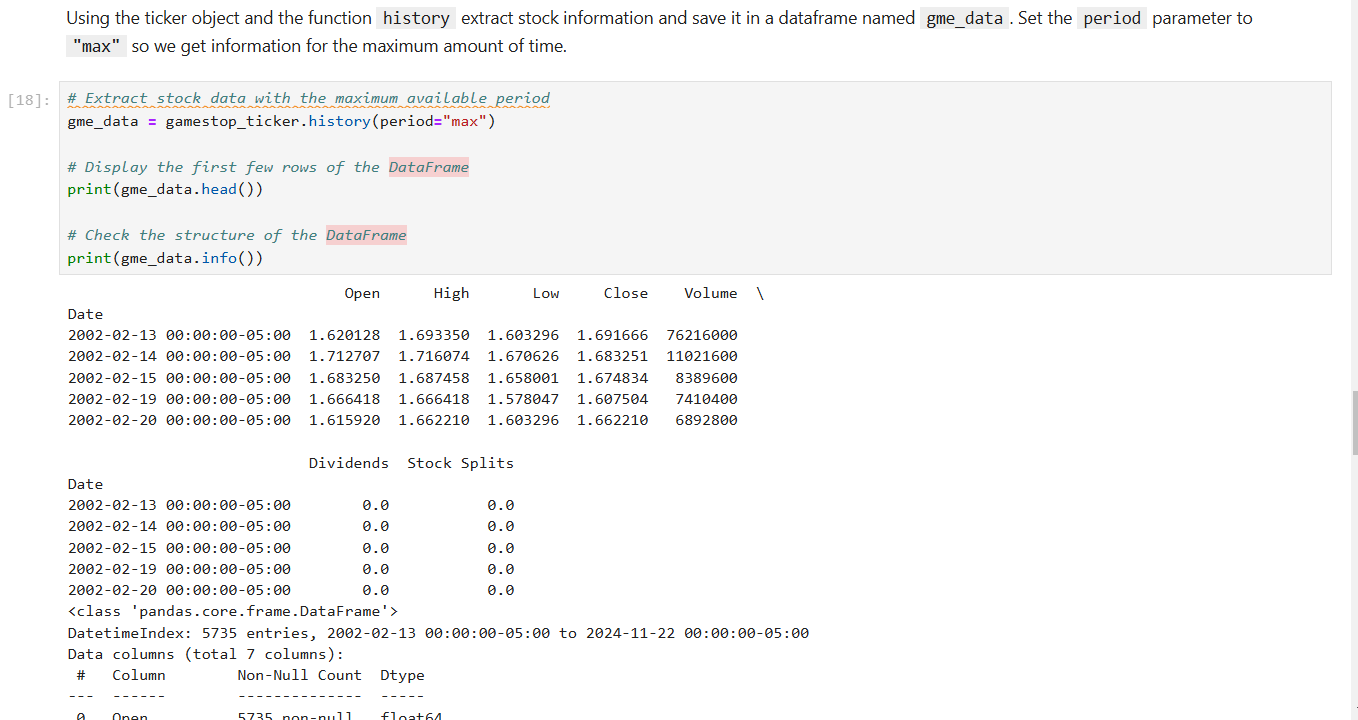 Using the ticker object and the function history extract stock information and save it in a dataframe named gme_data . Set the period parameter to
"max" so we get information for the maximum amount of time.
[18]:
# Extract stock data with the maximum available period
gme_data = gamestop_ticker.history(period="max")
# Display the first few rows of the DataFrame
print(gme_data.head())
# Check the structure of the DataFrame
print(gme_data.info())
Open High Low Close Volume \
Date
2002-02-13 00:00:00-05:00 1.620128 1.693350 1.603296 1.691666 76216000
2002-02-14 00:00:00-05:00 1.712707 1.716074 1.670626 1.683251 11021600
2002-02-15 00:00:00-05:00 1.683250 1.687458 1.658001 1.674834 8389600
2002-02-19 00:00:00-05:00 1.666418 1.666418 1.578047 1.607504 7410400
2002-02-20 00:00:00-05:00 1.615920 1.662210 1.603296 1.662210 6892800
Dividends Stock Splits
Date
2002-02-13 00:00:00-05:00 0.0 0.0
2002-02-14 00:00:00-05:00 0.0 0.0
2002-02-15 00:00:00-05:00 0.0 0.0
2002-02-19 00:00:00-05:00 0.0 0.0
2002-02-20 00:00:00-05:00 0.0 0.0
<class 'pandas.core.frame.DataFrame'>
DatetimeIndex: 5735 entries, 2002-02-13 00:00:00-05:00 to 2024-11-22 00:00:00-05:00
Data columns (total 7 columns):
# Column Non-Null Count Dtype
--- ------ -------------- -----
0 Open 5735 non-null float64